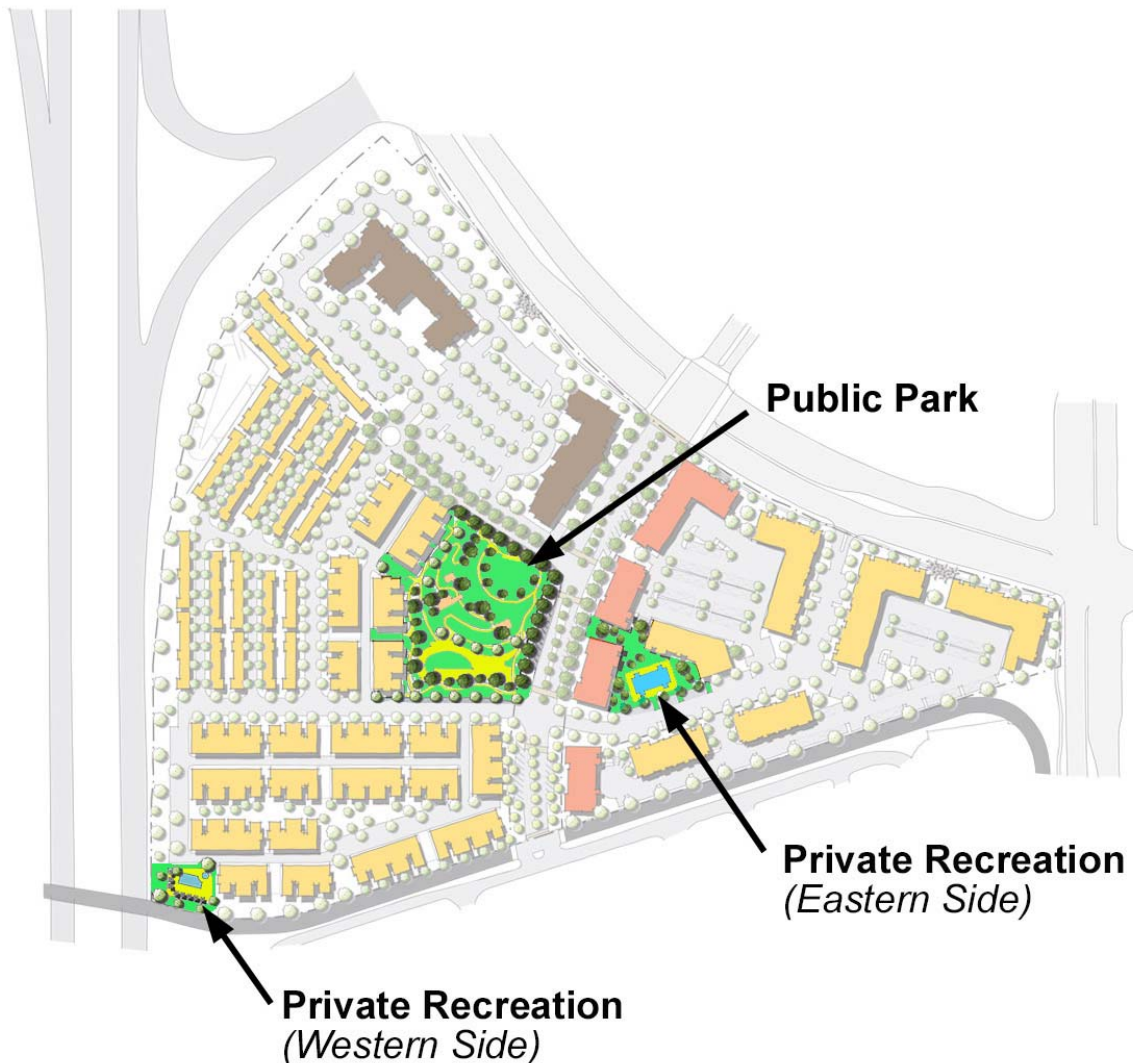 Public Park
Private Recreation
(Eastern Side)
Private Recreation
(Western Side)